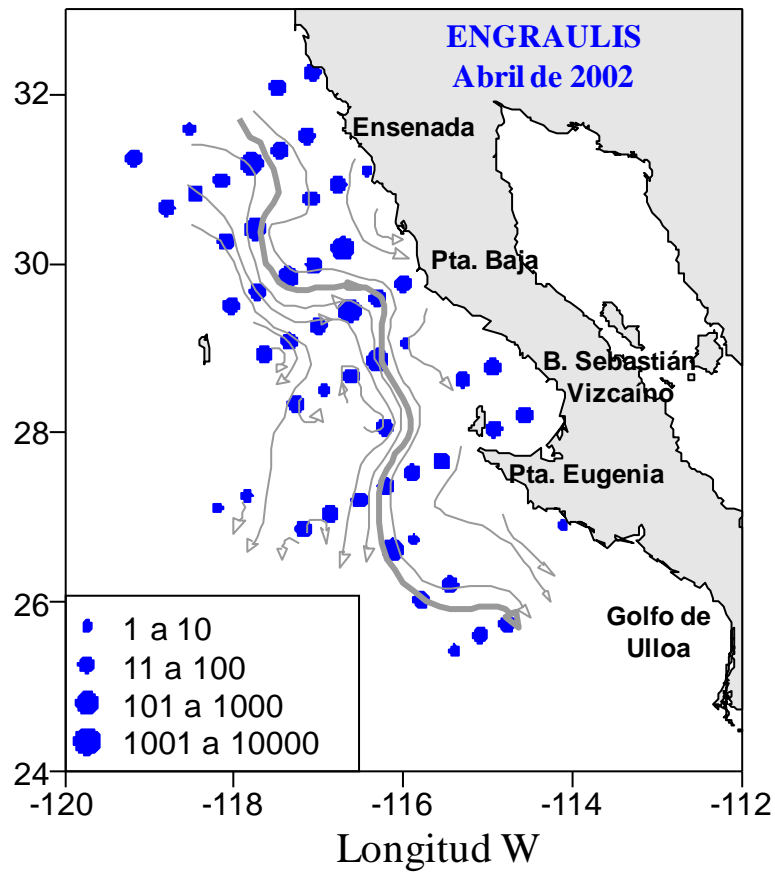 ENGRAULIS
Abril de 2002
32
Ensenada
30
Pta. Baja
B. Sebastián
Vizcaíno
28
Pta. Eugenia
26
Golfo de
Ulloa
1 a 10
11 a 100
101 a 1000
1001 a 10000
24
-120 -118 -116 -114 -112
Longitud W